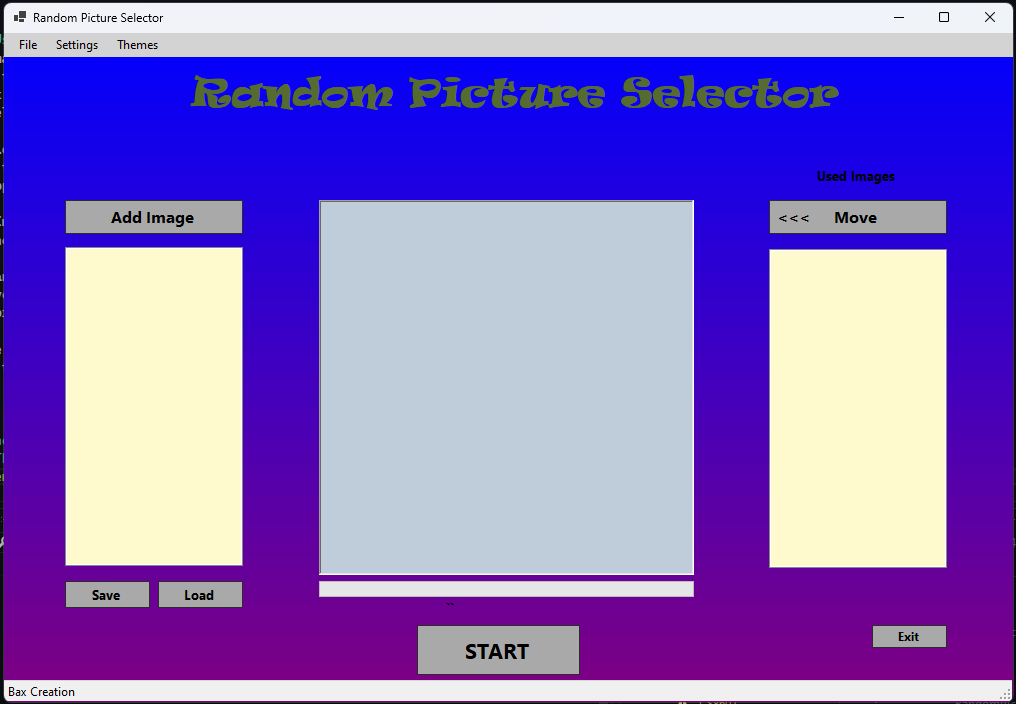 Random Picture Selector
File Settings Themes
Random Picture Selector
Used Images
Add Image
<<< Move
Save Load
--
START
Exit
Bax Creation